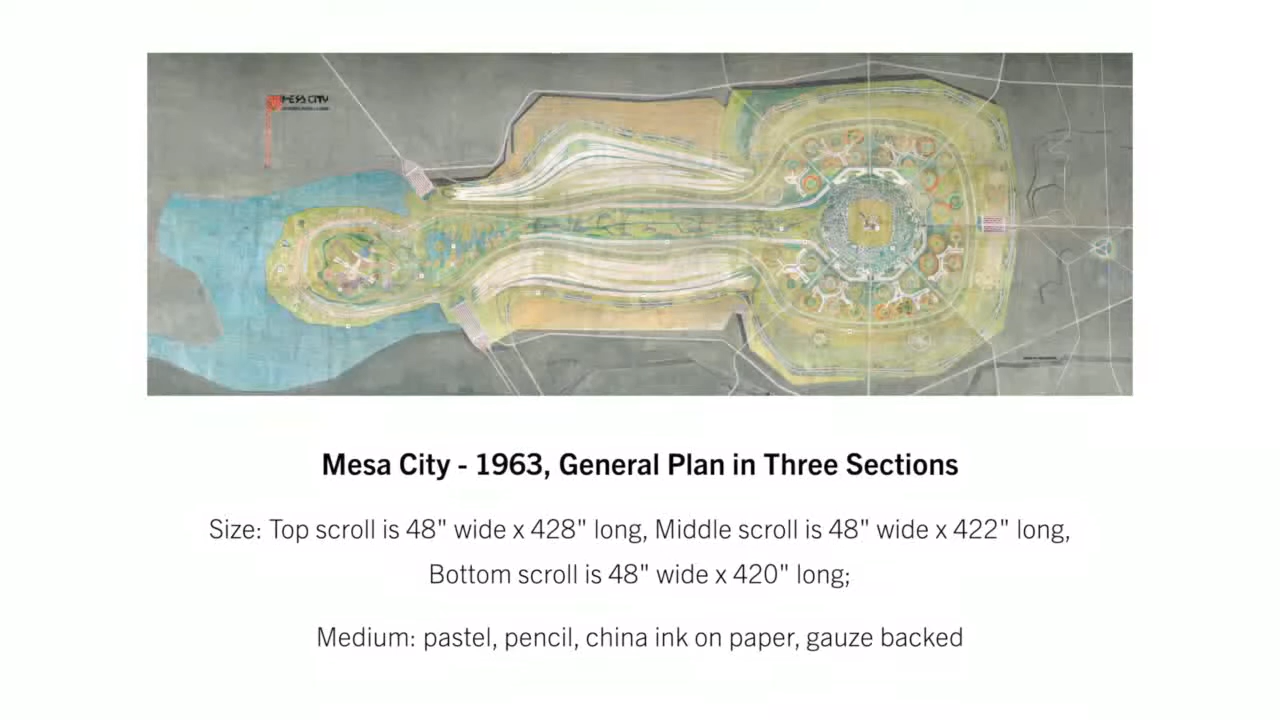 MESA CITY
Mesa City - 1963, General Plan in Three Sections
Size: Top scroll is 48" wide x 428" long, Middle scroll is 48" wide x 422" long,
Bottom scroll is 48" wide x 420" long;
Medium: pastel, pencil, china ink on paper, gauze backed